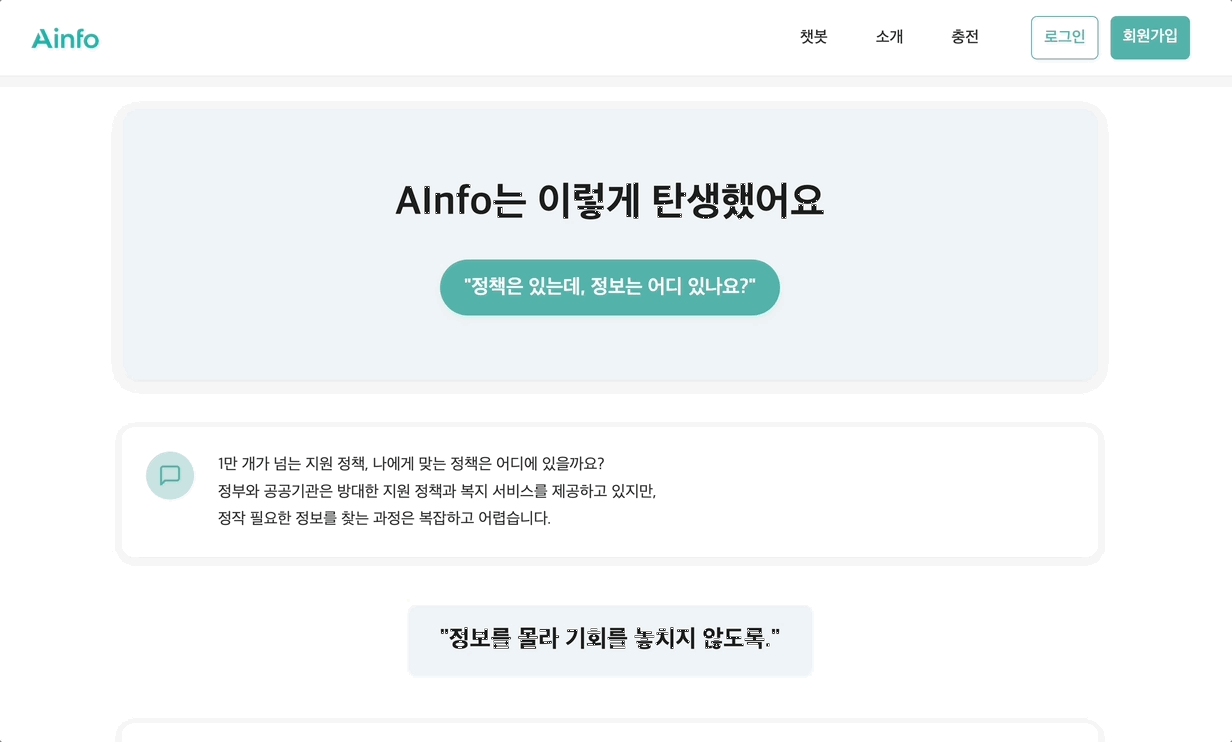 Ainfo
챗봇
소개
충전
로그인
회원가입
AInfo는 이렇게 탄생했어요
"정책은 있는데, 정보는 어디 있나요?"
1만 개가 넘는 지원 정책, 나에게 맞는 정책은 어디에 있을까요?
정부와 공공기관은 방대한 지원 정책과 복지 서비스를 제공하고 있지만,
정작 필요한 정보를 찾는 과정은 복잡하고 어렵습니다.
"정보를 몰라 기회를 놓치지 않도록."